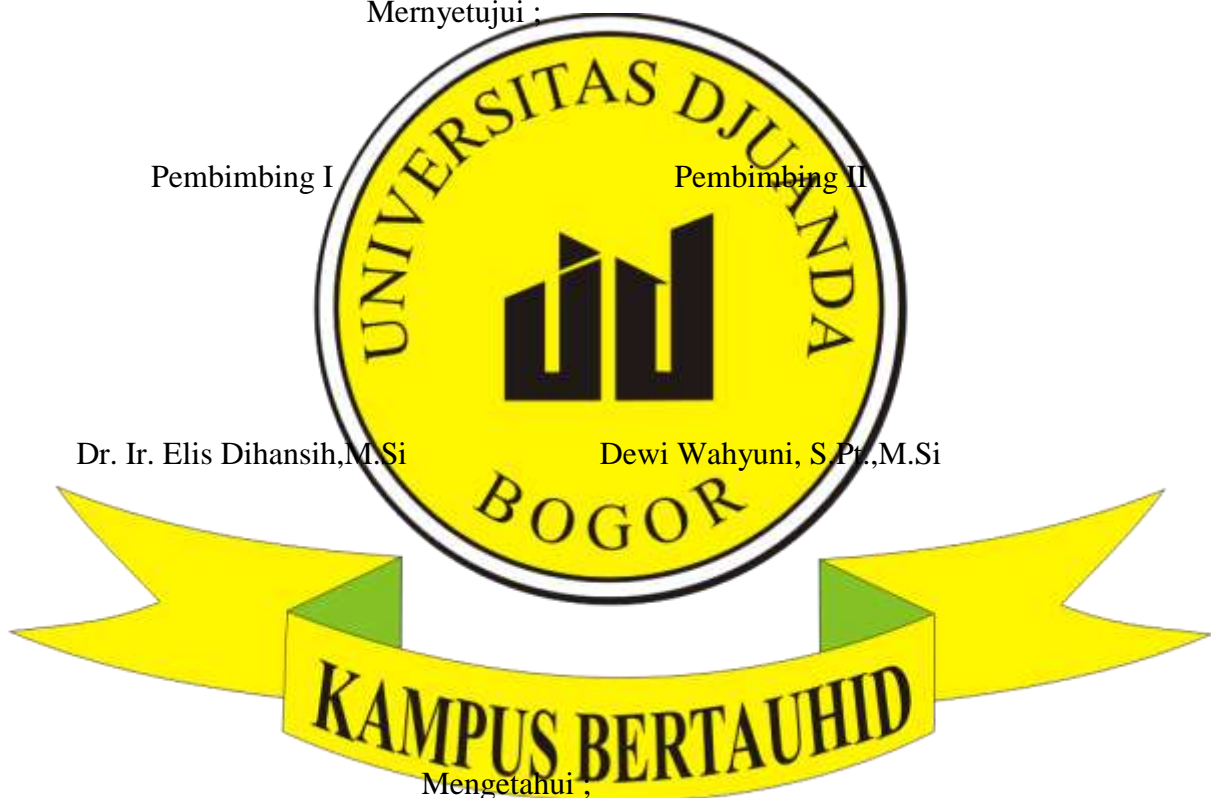 Mernyetujui ;
UNIVERSITAS DJUANDA
Pembimbing I Pembimbing II
Dr. Ir. Elis Dihansih,M.Si Dewi Wahyuni, S.Pt.,M.Si
BOGOR
KAMPUS BERTAUHID
Mengetahui ;